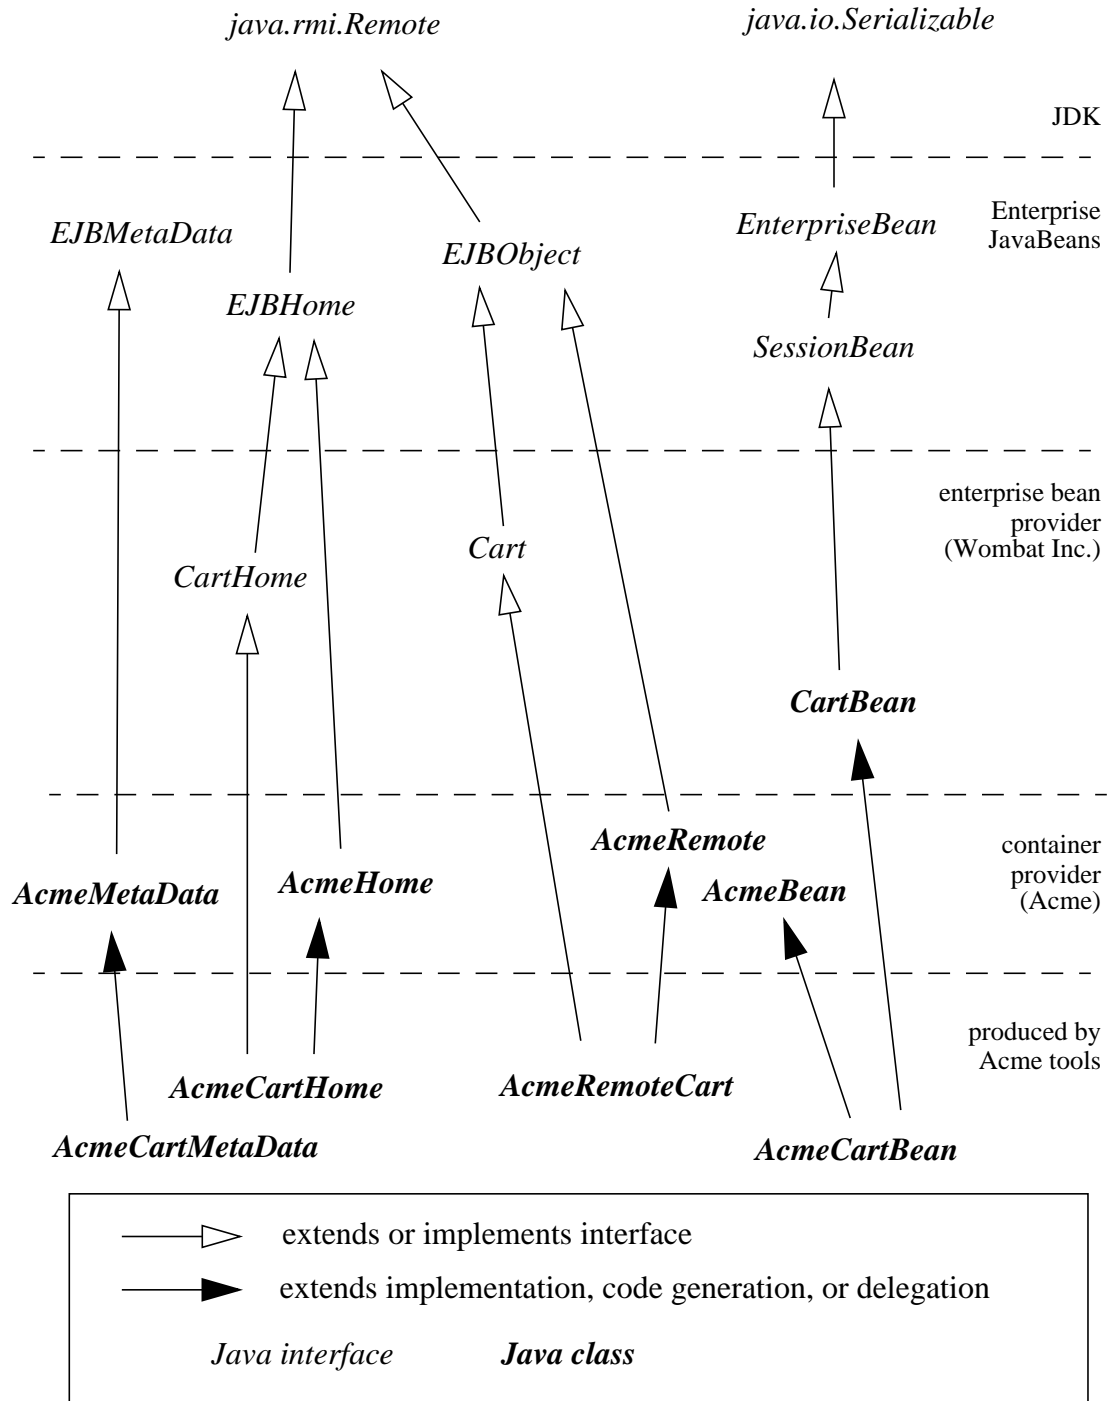 java.rmi.Remote
java.io.Serializable
JDK
EJBMetaData
EJBObject
EnterpriseBean
Enterprise
JavaBeans
EJBHome
SessionBean
enterprise bean
provider
(Wombat Inc.)
CartHome
Cart
CartBean
AcmeRemote
container
provider
(Acme)
AcmeMetaData
AcmeHome
AcmeBean
produced by
Acme tools
AcmeCartHome
AcmeRemoteCart
AcmeCartMetaData
AcmeCartBean
extends or implements interface
extends implementation, code generation, or delegation
Java interface
Java class